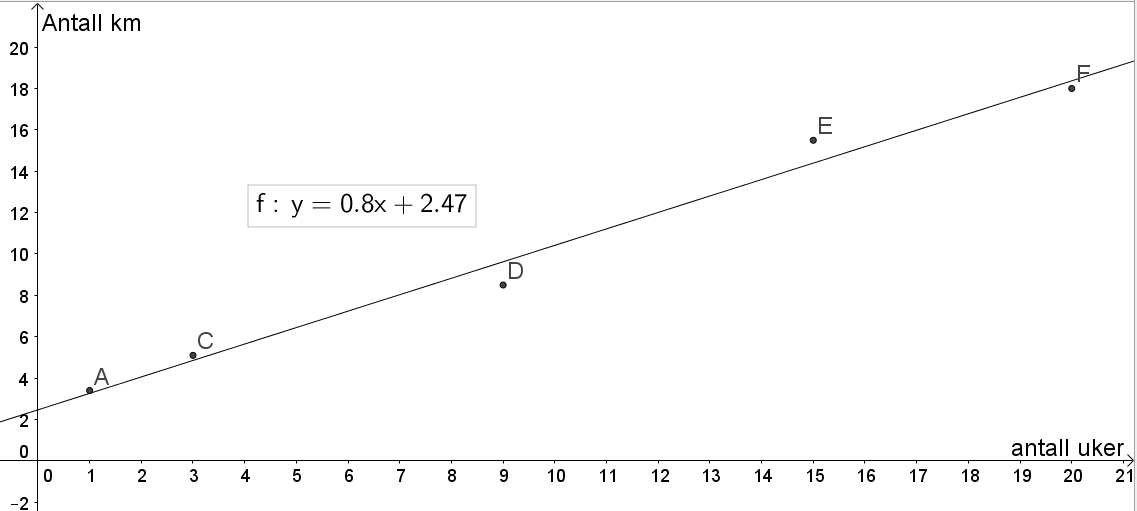 Antall km
20
18
F
16
E
14
f : y = 0.8x + 2.47
12
10
D
8
6
C
4
A
2
0
antall uker
0 1 2 3 4 5 6 7 8 9 10 11 12 13 14 15 16 17 18 19 20 21
−2